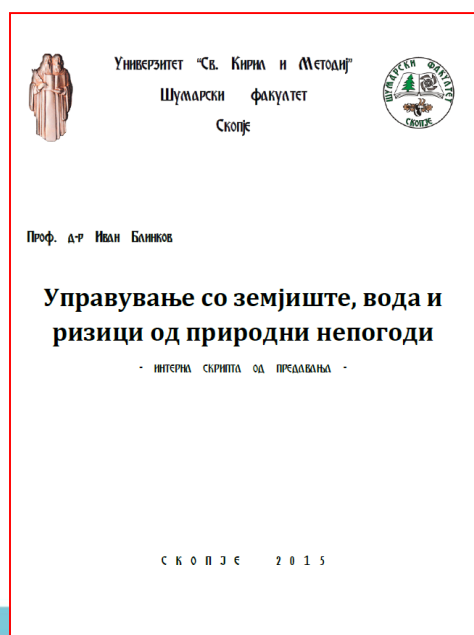 Универзитет “Св. Кирил и Методиј”
Шумарски факултет
Скопје
ШУМАРСКИ ФАКУЛТЕТ
СКОПЈЕ
Проф. д-р Иван Блинков
Управување со земјиште, вода и
ризици од природни непогоди
- интерна скрипта од предавања -
СКОПЈЕ 2015